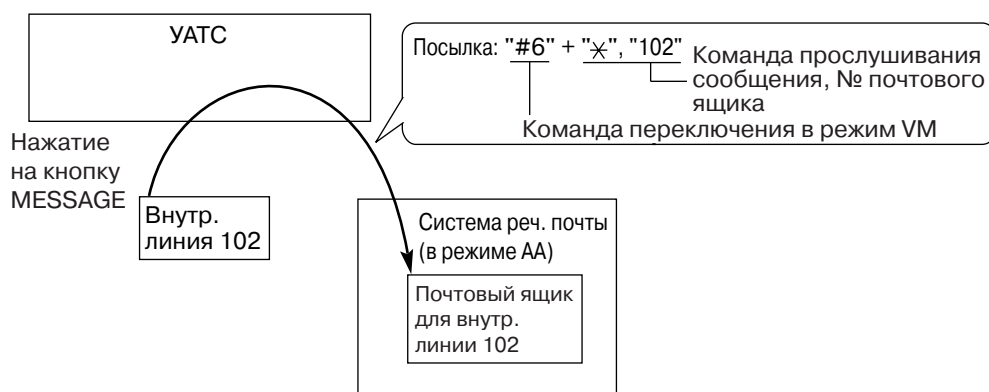 УАТС
Посылка: "#6" + "✳", "102"
Команда прослушивания
сообщения, № почтового
ящика
Команда переключения в режим VM
Нажатие
на кнопку
MESSAGE
Внутр.
линия 102
Система реч. почты
(в режиме АА)
Почтовый ящик
для внутр.
линии 102